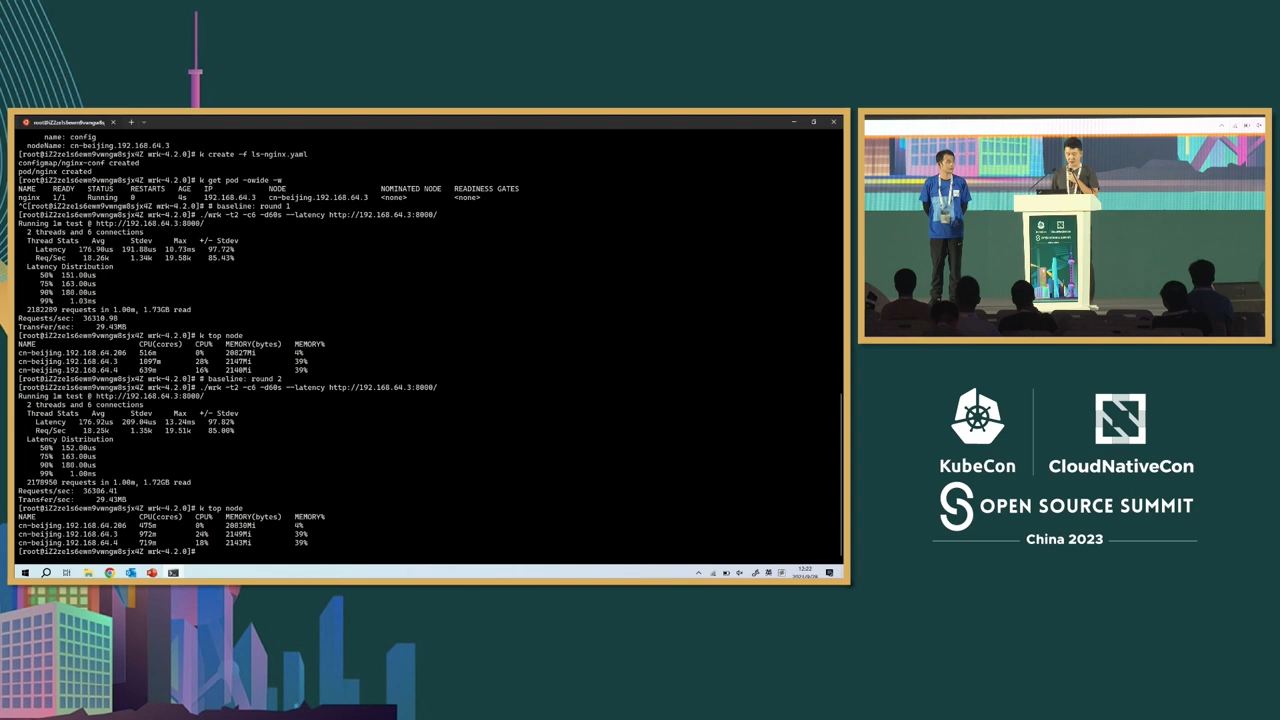 root@iZ2ze1s6ewm9vwngw8sj
name: config
nodeName: cn-beijing.192.168.64.3
[root@iZ2ze1s6ewm9vwngw8sjx4Z wrk-4.2.0]# k create -f ls-nginx.yaml
configmap/nginx-conf created
pod/nginx created
[root@iZ2ze1s6ewm9vwngw8sjx4Z wrk-4.2.0]# k get pod -owide -w
NAME READY STATUS RESTARTS AGE IP NODE NOMINATED NODE READINESS GATES
nginx 1/1 Running 0 4s 192.168.64.3 cn-beijing.192.168.64.3 <none> <none>
^C[root@iZ2ze1s6ewm9vwngw8sjx4Z wrk-4.2.0]# # baseline: round 1
[root@iZ2ze1s6ewm9vwngw8sjx4Z wrk-4.2.0]# ./wrk -t2 -c6 -d60s --latency http://192.168.64.3:8000/
Running 1m test @ http://192.168.64.3:8000/
2 threads and 6 connections
Thread Stats Avg Stdev Max +/- Stdev
Latency 176.90us 191.88us 10.73ms 97.72%
Req/Sec 18.26k 1.34k 19.58k 85.43%
Latency Distribution
50% 151.00us
75% 163.00us
90% 180.00us
99% 1.03ms
2182289 requests in 1.00m, 1.73GB read
Requests/sec: 36310.98
Transfer/sec: 29.43MB
[root@iZ2ze1s6ewm9vwngw8sjx4Z wrk-4.2.0]# k top node
NAME CPU(cores) CPU% MEMORY(bytes) MEMORY%
cn-beijing.192.168.64.206 516m 0% 20827Mi 4%
cn-beijing.192.168.64.3 1097m 28% 2147Mi 39%
cn-beijing.192.168.64.4 639m 16% 2140Mi 39%
[root@iZ2ze1s6ewm9vwngw8sjx4Z wrk-4.2.0]# # baseline: round 2
[root@iZ2ze1s6ewm9vwngw8sjx4Z wrk-4.2.0]# ./wrk -t2 -c6 -d60s --latency http://192.168.64.3:8000/
Running 1m test @ http://192.168.64.3:8000/
2 threads and 6 connections
Thread Stats Avg Stdev Max +/- Stdev
Latency 176.92us 209.04us 13.24ms 97.82%
Req/Sec 18.25k 1.35k 19.51k 85.00%
Latency Distribution
50% 152.00us
75% 163.00us
90% 180.00us
99% 1.00ms
2178950 requests in 1.00m, 1.72GB read
Requests/sec: 36306.41
Transfer/sec: 29.43MB
[root@iZ2ze1s6ewm9vwngw8sjx4Z wrk-4.2.0]# k top node
NAME CPU(cores) CPU% MEMORY(bytes) MEMORY%
cn-beijing.192.168.64.206 475m 0% 20830Mi 4%
cn-beijing.192.168.64.3 972m 24% 2149Mi 39%
cn-beijing.192.168.64.4 719m 18% 2143Mi 39%
[root@iZ2ze1s6ewm9vwngw8sjx4Z wrk-4.2.0]#
英
12:22
KubeCon
CloudNativeCon
OPEN SOURCE SUMMIT
China 2023